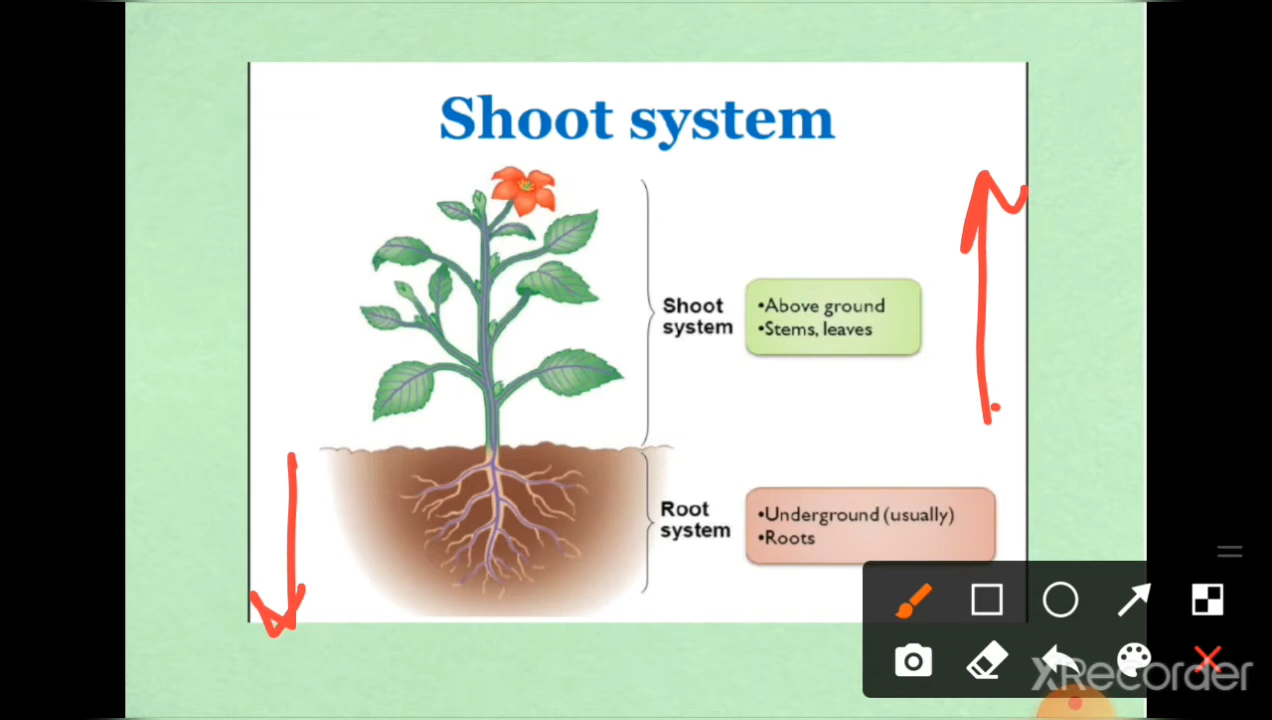 Shoot system
Shoot
system
•Above ground
•Stems, leaves
Root
system
•Underground (usually)
•Roots
XRecorder